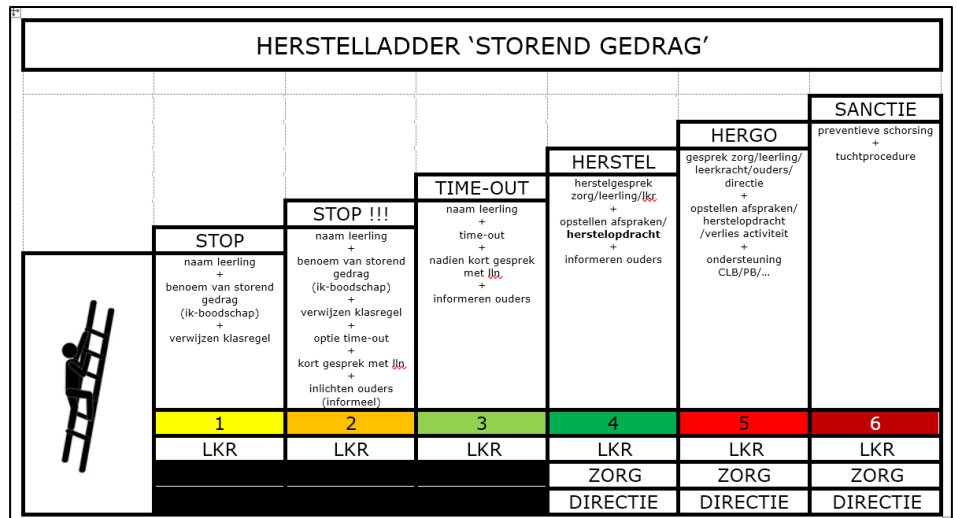 HERSTELLADDER ‘STOREND GEDRAG’
STOP
naam leerling
+
benoem van storend
gedrag
(ik-boodschap)
+
verwijzen klasregel
1
LKR
STOP !!!
naam leerling
+
benoem van storend
gedrag
(ik-boodschap)
+
verwijzen klasregel
+
optie time-out
+
kort gesprek met lln
+
inlichten ouders
(informeel)
2
LKR
TIME-OUT
naam leerling
+
time-out
+
nadien kort gesprek
met lln
+
informeren ouders
3
LKR
HERSTEL
herstelgesprek
zorg/leerling/lkr
+
opstellen afspraken/
herstelopdracht
+
informeren ouders
4
LKR
ZORG
DIRECTIE
HERGO
gesprek zorg/leerling/
leerkracht/ouders/
directie
+
opstellen afspraken/
herstelopdracht
/verlies activiteit
+
ondersteuning
CLB/PB/...
5
LKR
ZORG
DIRECTIE
SANCTIE
preventieve schorsing
+
tuchtprocedure
6
LKR
ZORG
DIRECTIE